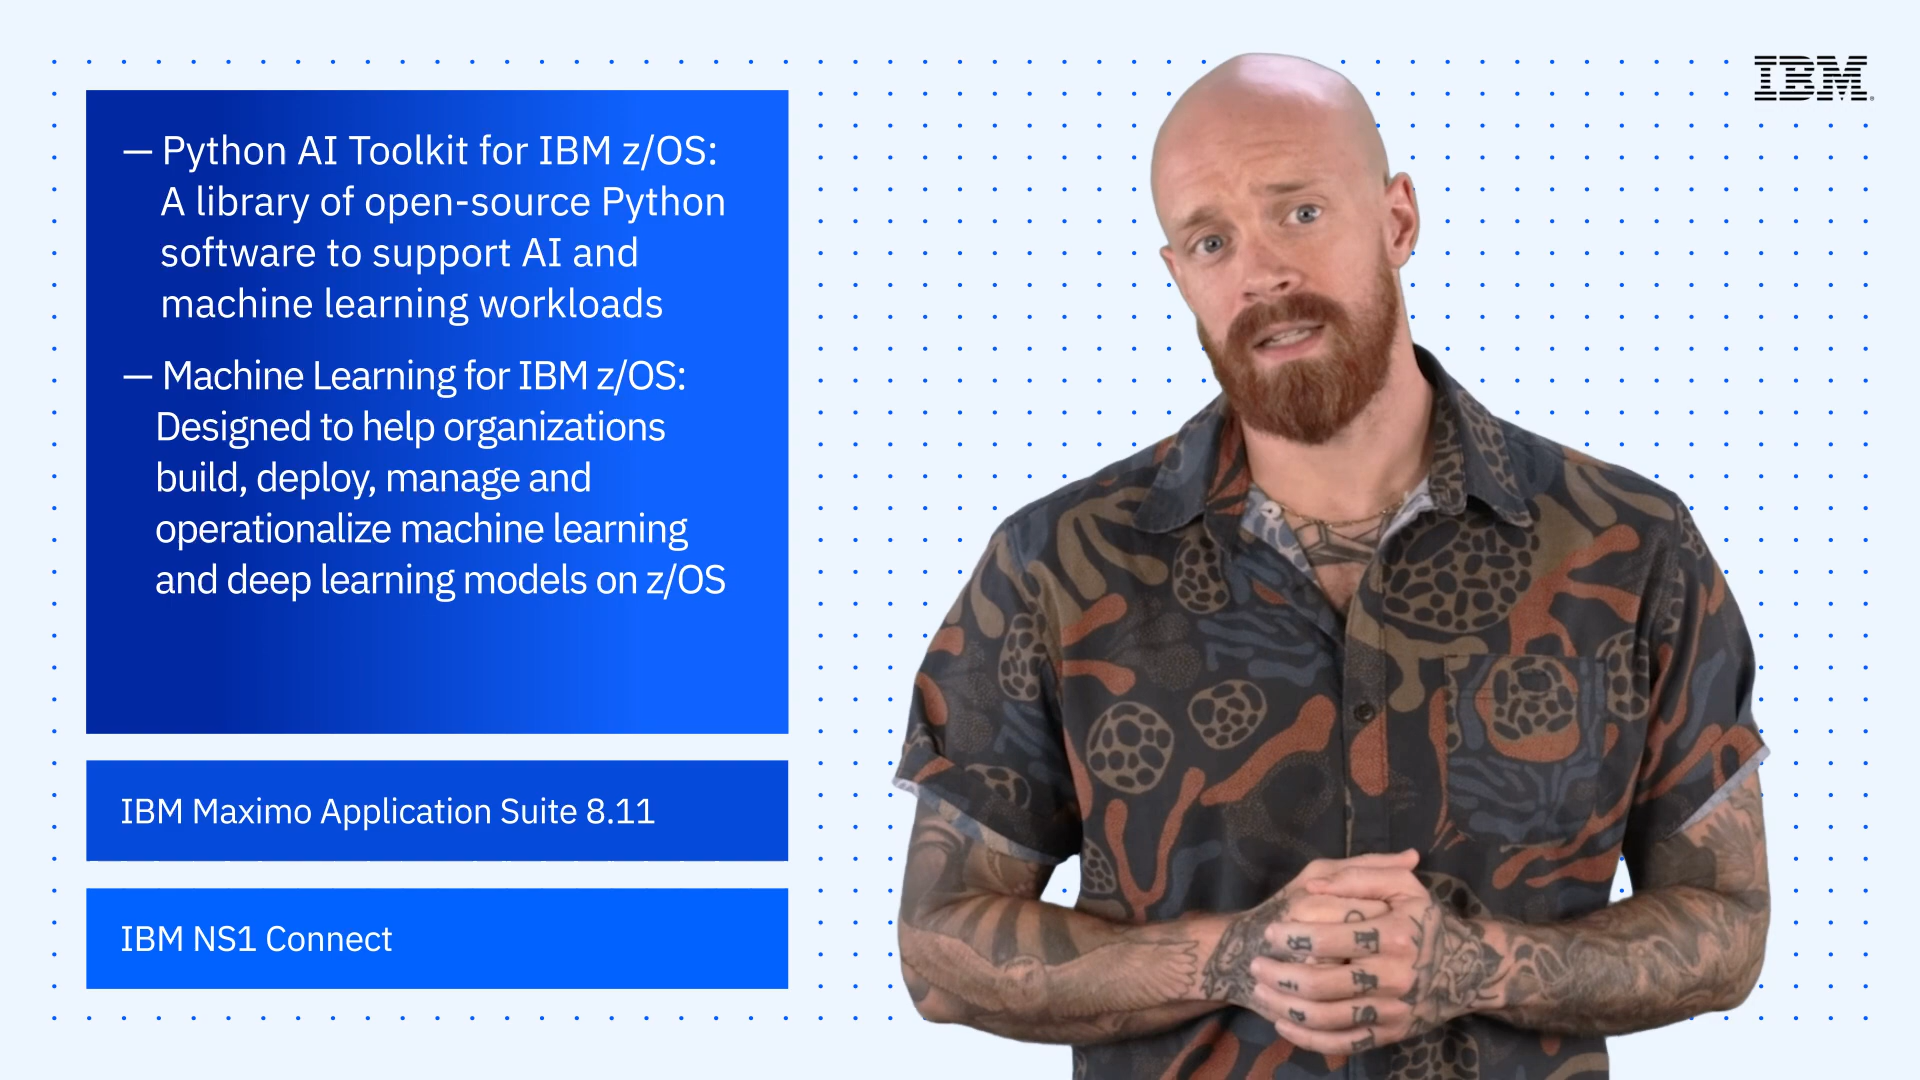 IBM
— Python AI Toolkit for IBM z/OS:
A library of open-source Python
software to support AI and
machine learning workloads
— Machine Learning for IBM z/OS:
Designed to help organizations
build, deploy, manage and
operationalize machine learning
and deep learning models on z/OS
IBM Maximo Application Suite 8.11
IBM NS1 Connect